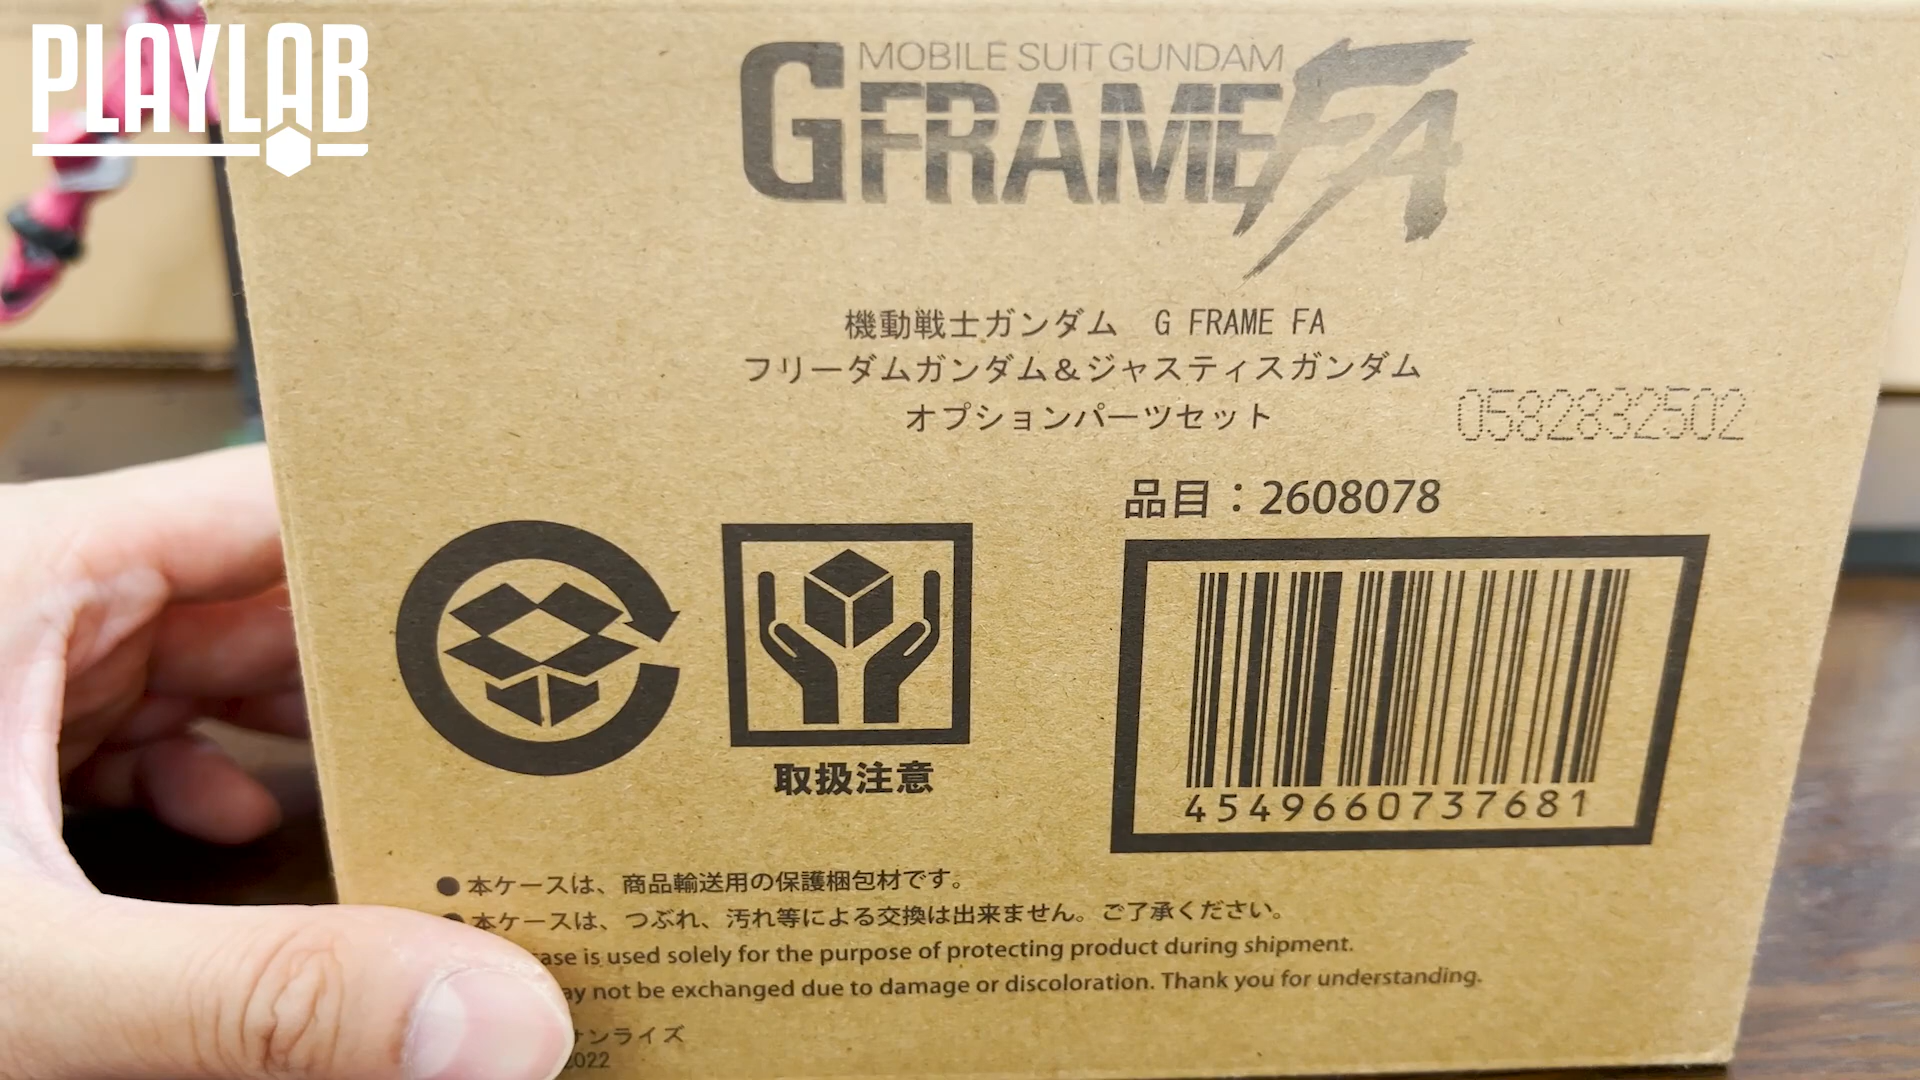 PLAYLAB
MOBILE SUIT GUNDAM
GFRAME FA
機動戦士ガンダム G FRAME FA
フリーダムガンダム&ジャスティスガンダム
オプションパーツセット
0582832502
品目：2608078
取扱注意
4549660737681
●本ケースは、商品輸送用の保護梱包材です。
●本ケースは、つぶれ、汚れ等による交換は出来ません。ご了承ください。
case is used solely for the purpose of protecting product during shipment.
not be exchanged due to damage or discoloration. Thank you for understanding.
サンライズ
2022